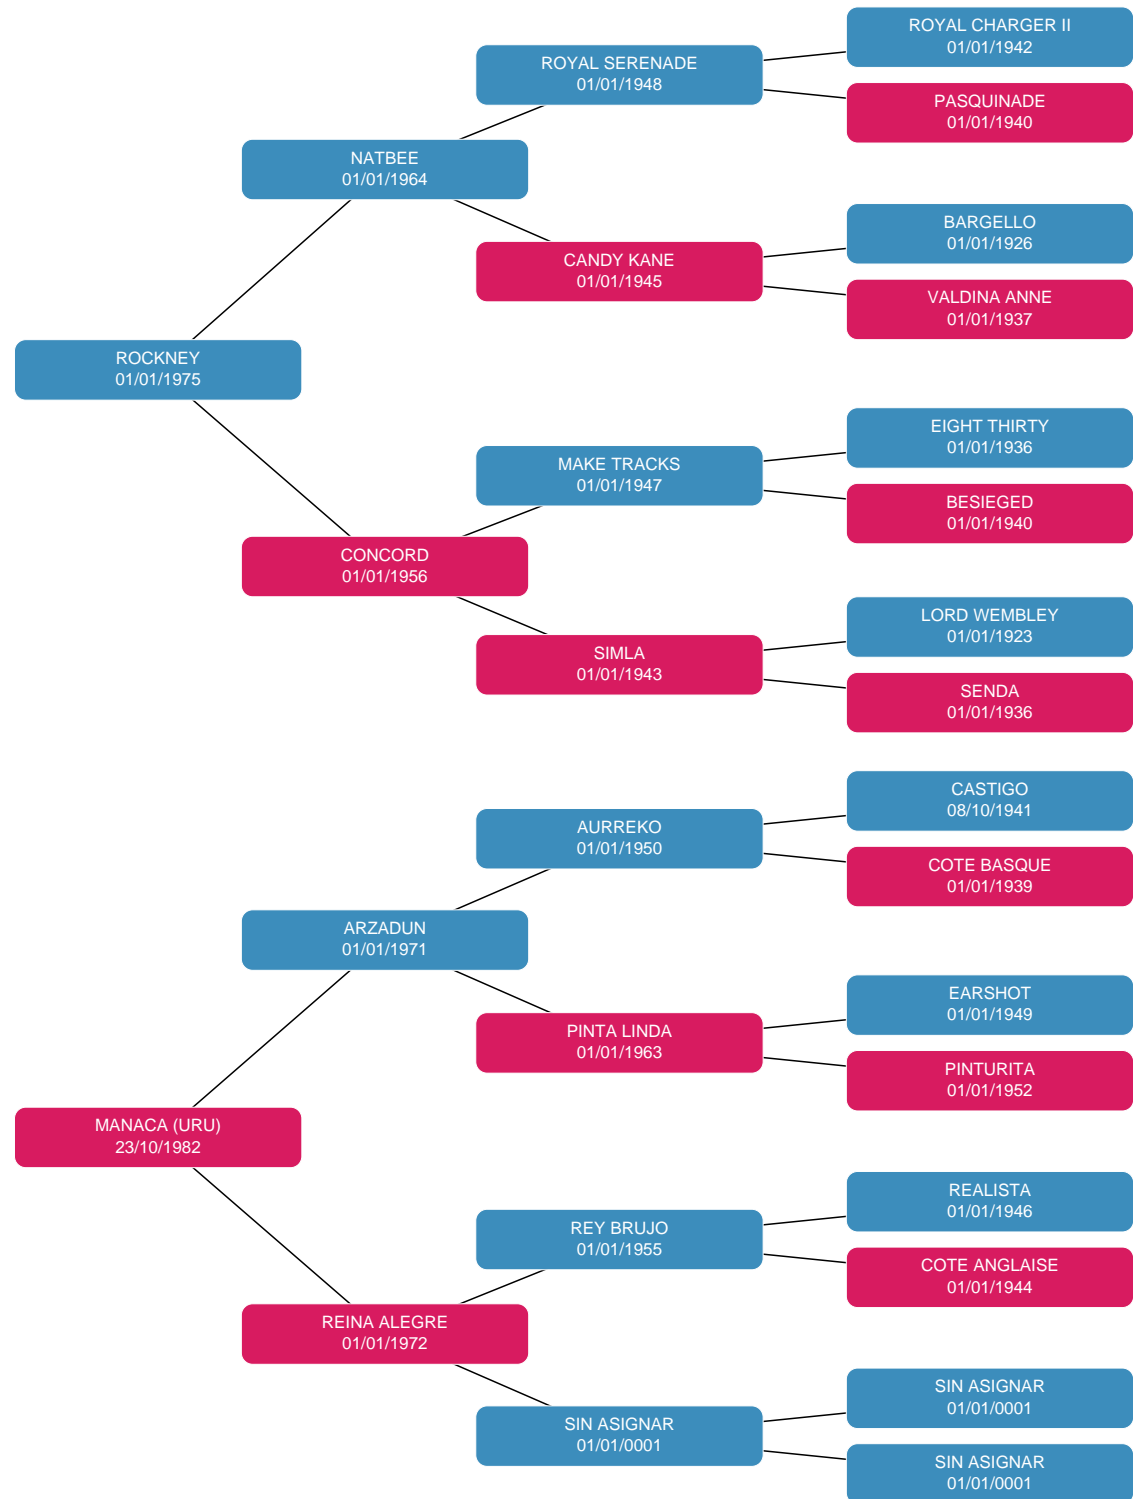 ROYAL CHARGER II
01/01/1942
ROYAL SERENADE
01/01/1948
PASQUINADE
01/01/1940
NATBEE
01/01/1964
BARGELLO
01/01/1926
CANDY KANE
01/01/1945
VALDINA ANNE
01/01/1937
ROCKNEY
01/01/1975
EIGHT THIRTY
01/01/1936
MAKE TRACKS
01/01/1947
BESIEGED
01/01/1940
CONCORD
01/01/1956
LORD WEMBLEY
01/01/1923
SIMLA
01/01/1943
SENDA
01/01/1936
CASTIGO
08/10/1941
AURREKO
01/01/1950
COTE BASQUE
01/01/1939
ARZADUN
01/01/1971
EARSHOT
01/01/1949
PINTA LINDA
01/01/1963
PINTURITA
01/01/1952
MANACA (URU)
23/10/1982
REALISTA
01/01/1946
REY BRUJO
01/01/1955
COTE ANGLAISE
01/01/1944
REINA ALEGRE
01/01/1972
SIN ASIGNAR
01/01/0001
SIN ASIGNAR
01/01/0001
SIN ASIGNAR
01/01/0001